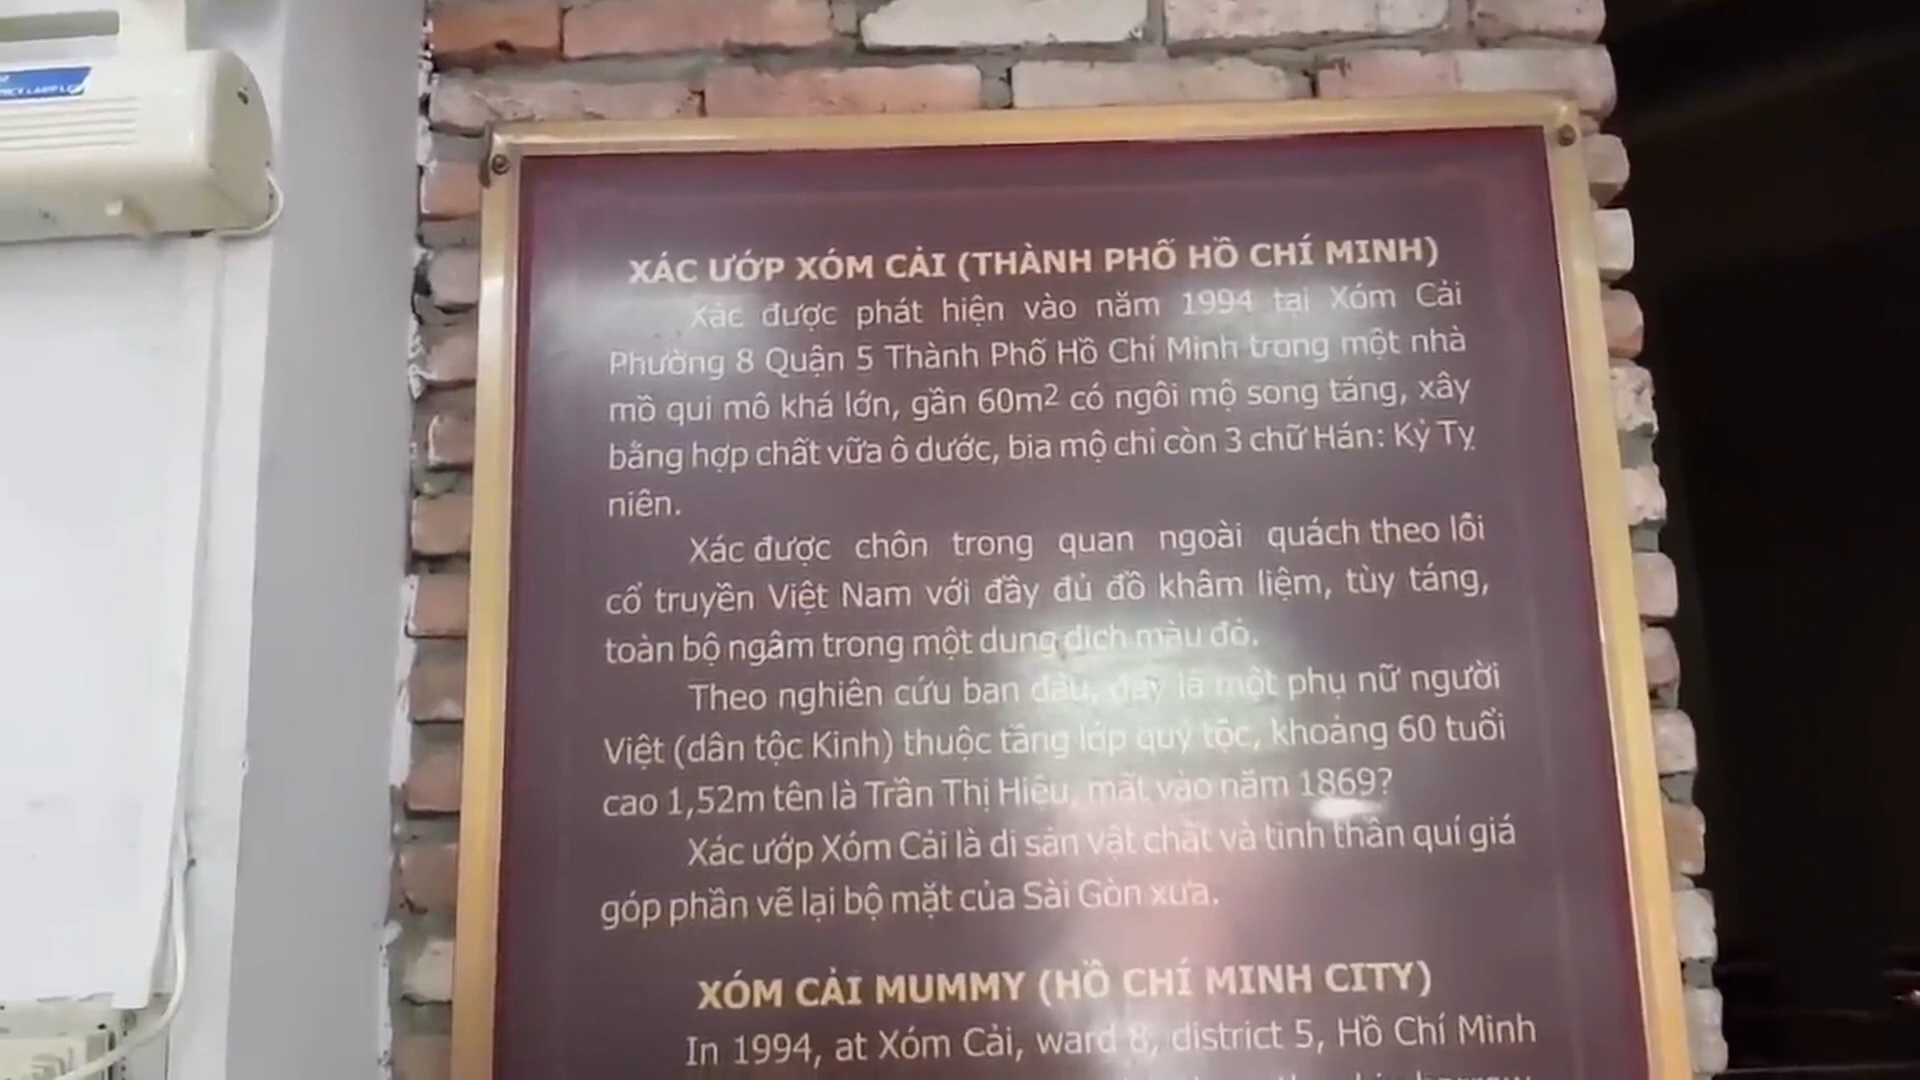 XÁC ƯỚP XÓM CẢI (THÀNH PHỐ HỒ CHÍ MINH)
Xác được phát hiện vào năm 1994 tại Xóm Cải
Phường 8 Quận 5 Thành Phố Hồ Chí Minh trong một nhà
mồ qui mô khá lớn, gần 60m² có ngôi mộ song táng, xây
bằng hợp chất vữa ô dước, bia mộ chỉ còn 3 chữ Hán: Kỷ Tỵ
niên.
Xác được chôn trong quan ngoài quách theo lối
cổ truyền Việt Nam với đầy đủ đồ khâm liệm, tùy táng,
toàn bộ ngâm trong một dung dịch màu đỏ.
Theo nghiên cứu ban đầu, đây là một phụ nữ người
Việt (dân tộc Kinh) thuộc tầng lớp quý tộc, khoảng 60 tuổi
cao 1,52m tên là Trần Thị Hiệu, mất vào năm 1869?
Xác ướp Xóm Cải là di sản vật chất và tinh thần quí giá
góp phần vẽ lại bộ mặt của Sài Gòn xưa.
XÓM CẢI MUMMY (HỒ CHÍ MINH CITY)
In 1994, at Xóm Cải, ward 8, district 5, Hồ Chí Minh